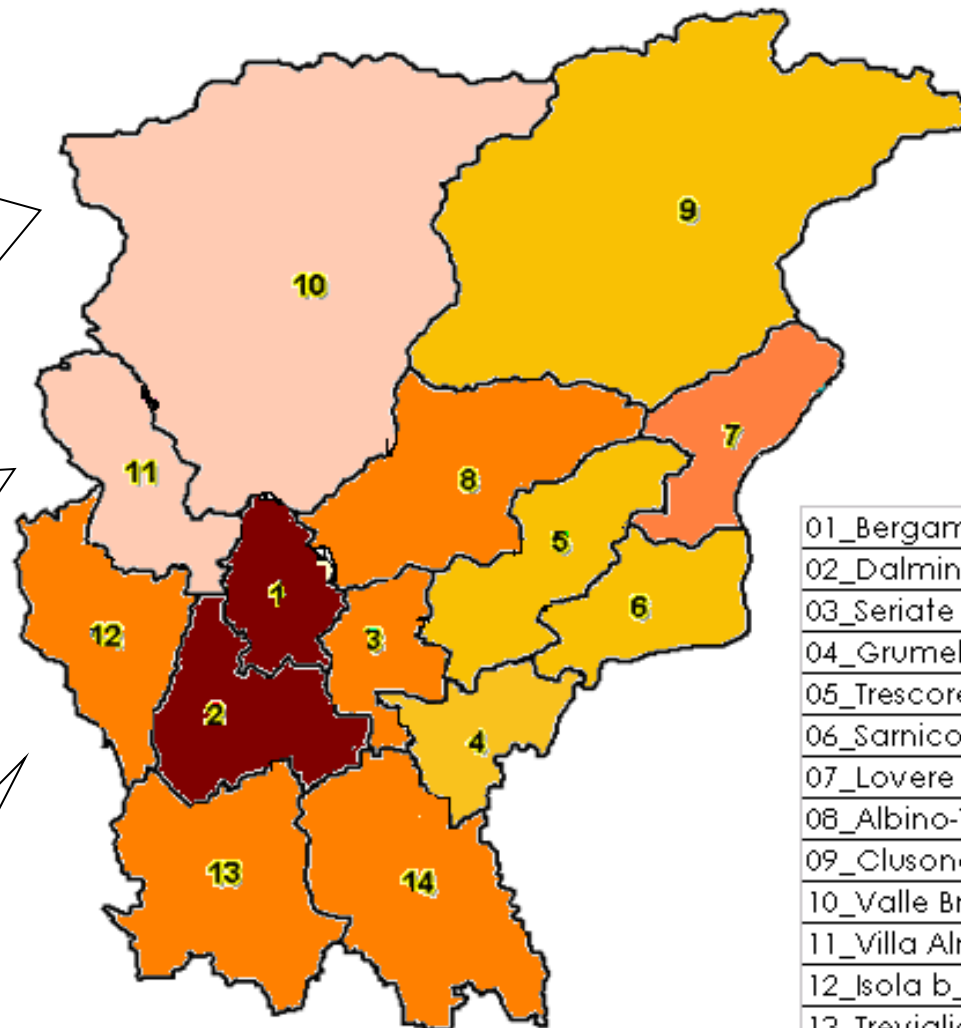 9
10
7
11
8
5
1
6
12
3
2
4
13
14
01_Bergam
02_Dalmin
03_Seriate
04_Grumel
05_Trescore
06_Sarnico
07_Lovere
08_Albino-
09_Clusone
10_Valle Br
11_Villa Alm
12_Isola b_
13_Treviglio